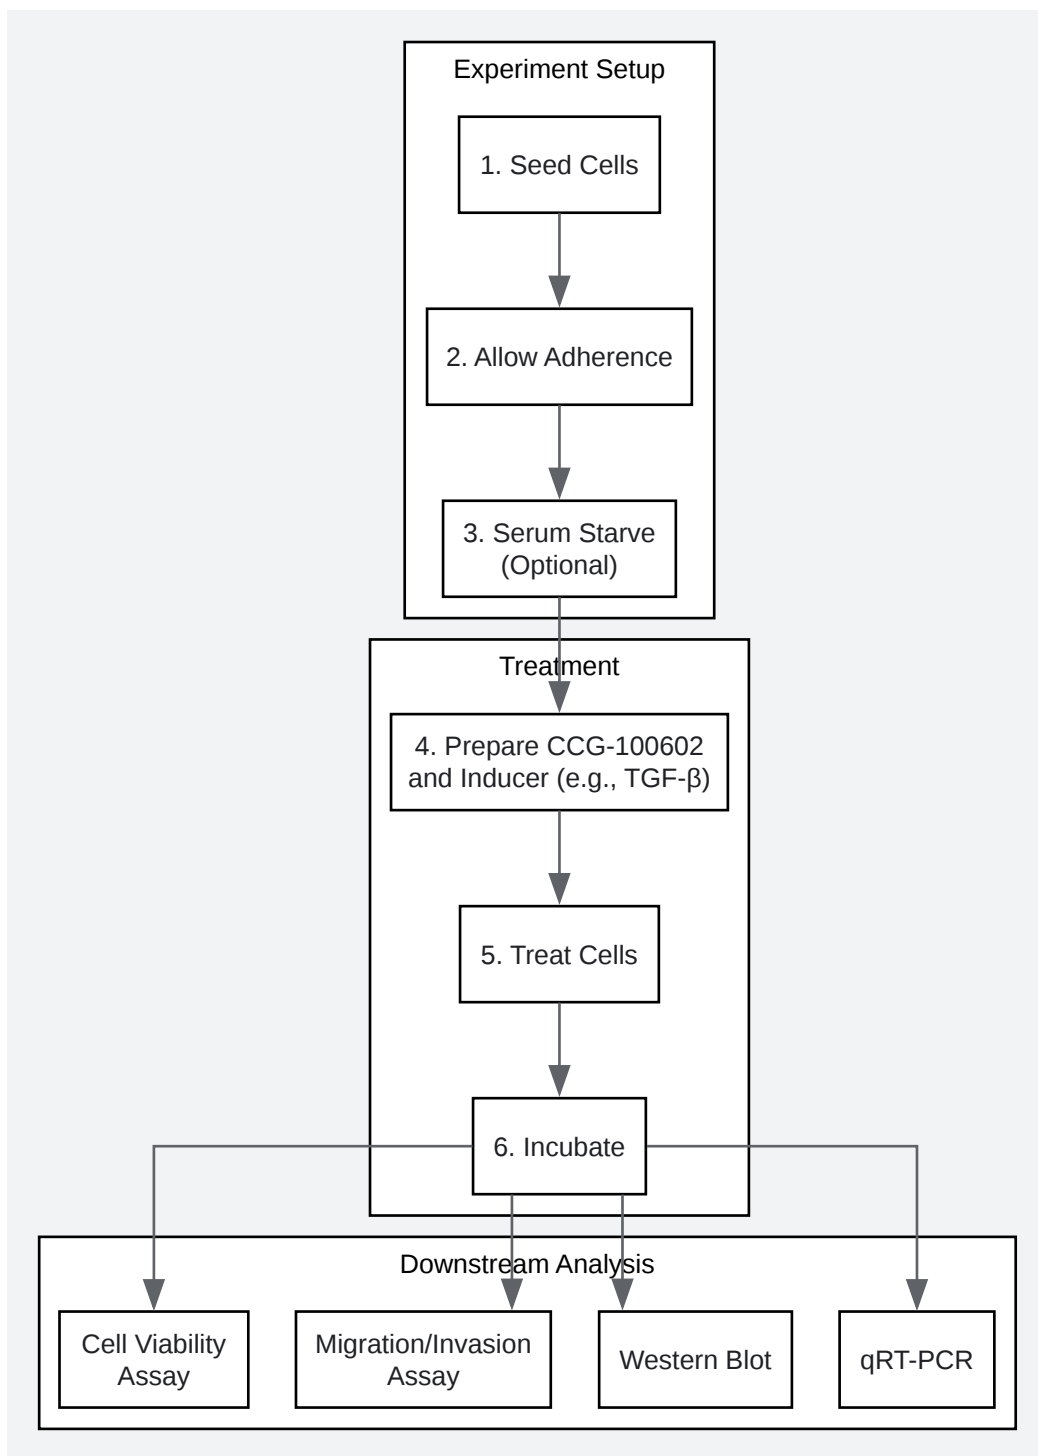 Experiment Setup
1. Seed Cells
2. Allow Adherence
3. Serum Starve
(Optional)
Treatment
4. Prepare CCG-100602
and Inducer (e.g., TGF-β)
5. Treat Cells
6. Incubate
Downstream Analysis
Cell Viability
Assay
Migration/Invasion
Assay
Western Blot
qRT-PCR